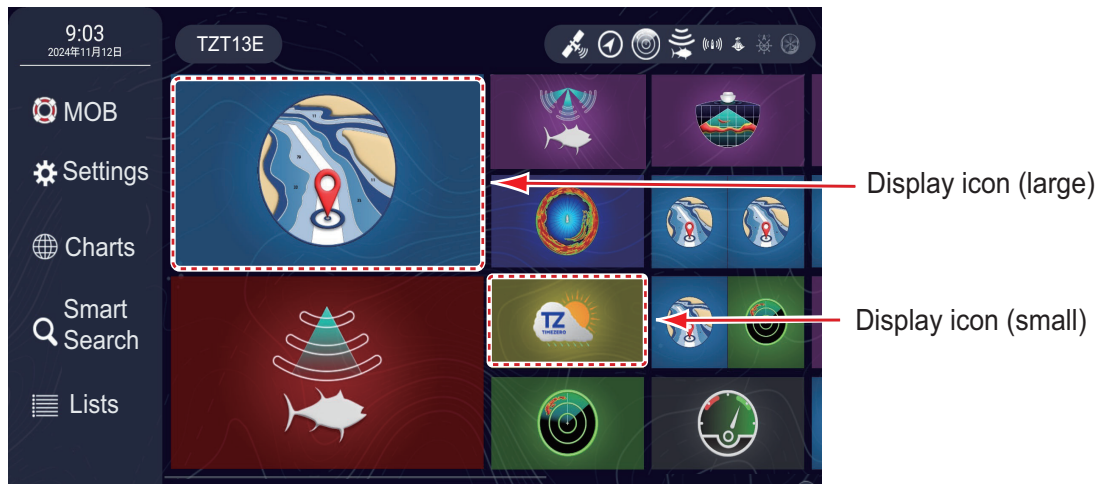 9:03
2024年11月12日
TZT13E
MOB
Settings
Charts
Smart
Search
Lists
TZ
TIMEZERO
Display icon (large)
Display icon (small)